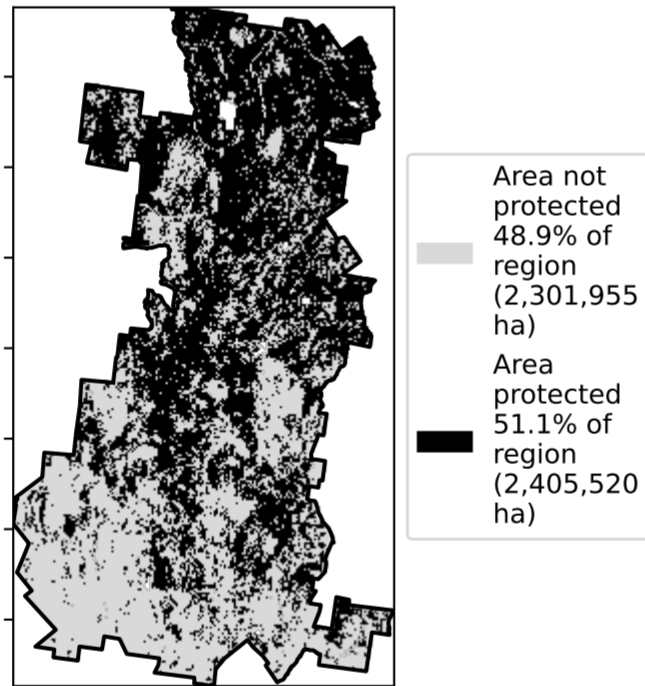 Area not
protected
48.9% of
region
(2,301,955
ha)
Area
protected
51.1% of
region
(2,405,520
ha)